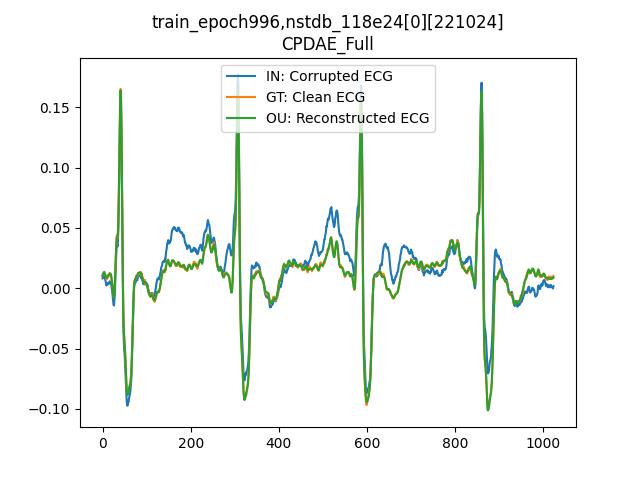 train_epoch996,nstdb_118e24[0][221024]
CPDAE_Full
IN: Corrupted ECG
GT: Clean ECG
OU: Reconstructed ECG
0.15
0.10
0.05
0.00
−0.05
−0.10
0 200 400 600 800 1000